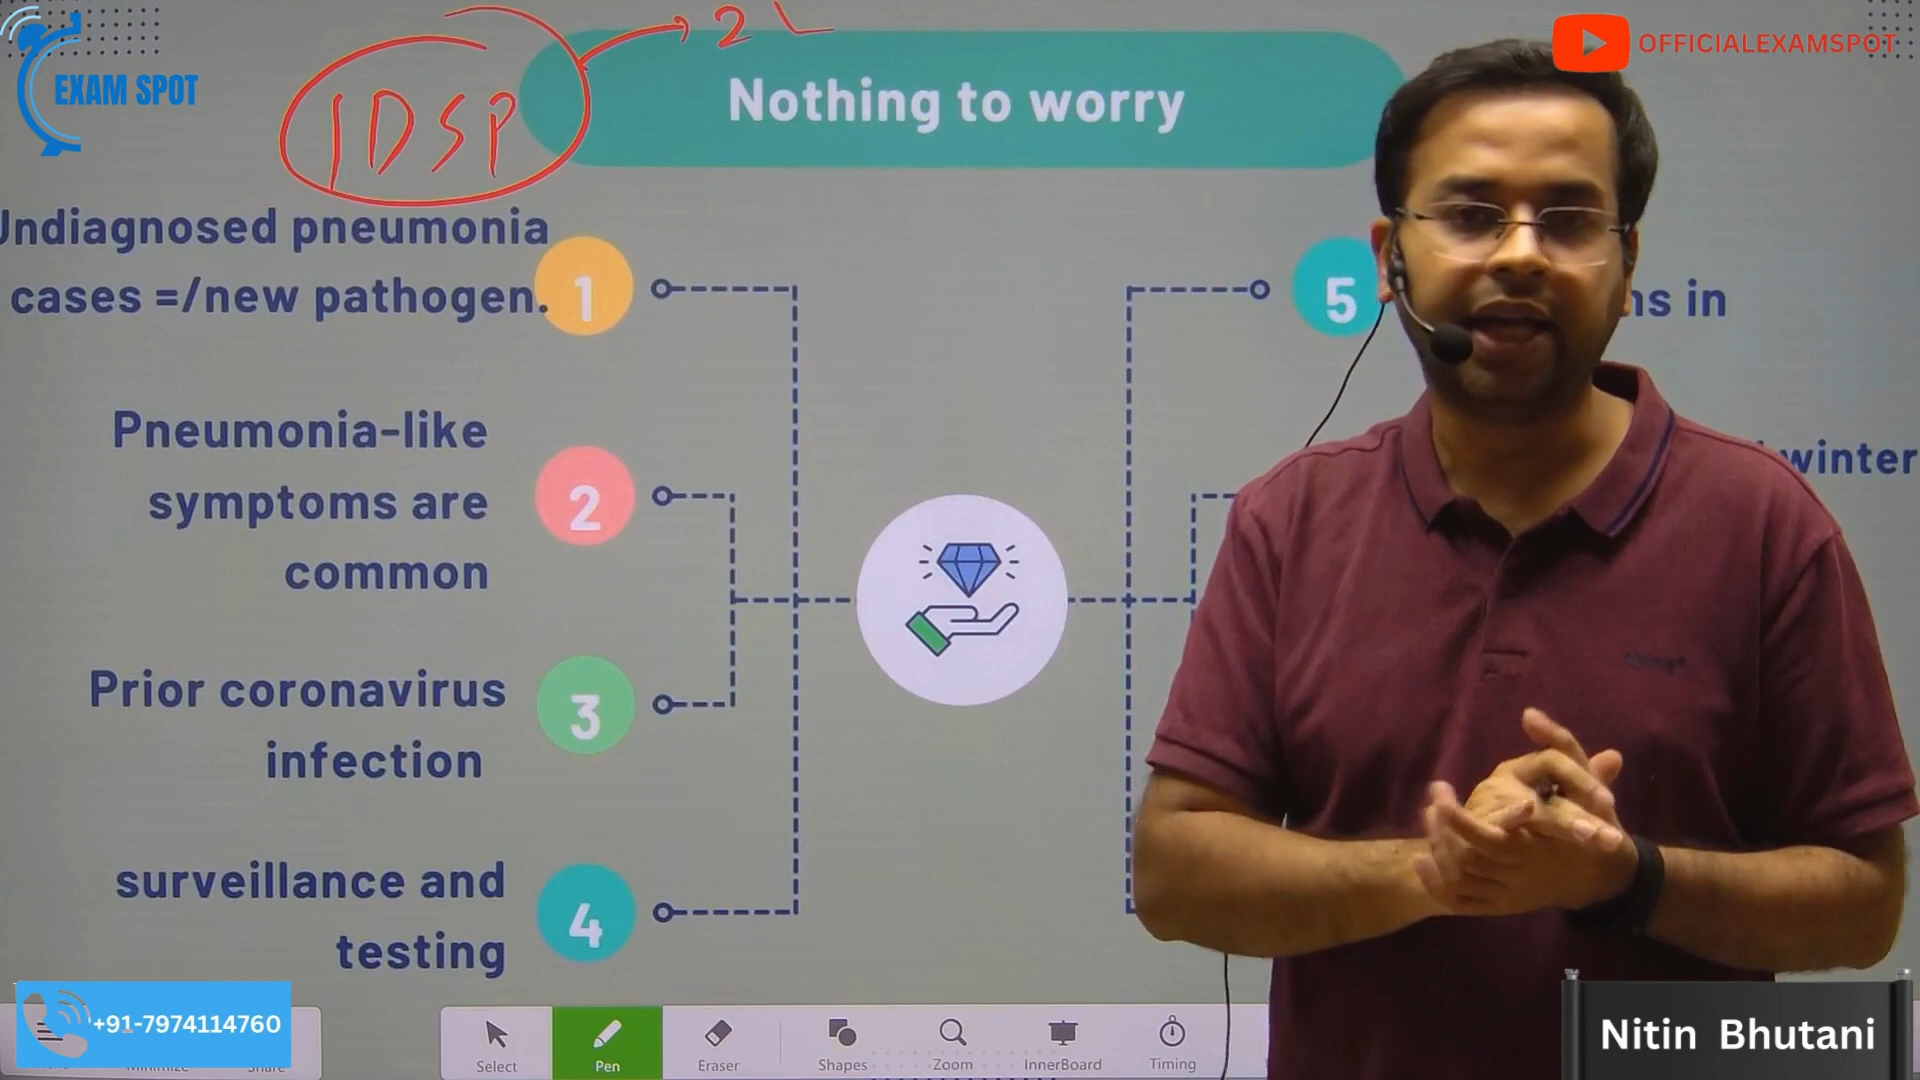 EXAM SPOT
IDSP
2L
Nothing to worry
OFFICIALEXAMSPOT
Undiagnosed pneumonia
cases =/new pathogen.
1
Pneumonia-like
symptoms are
common
2
Prior coronavirus
infection
3
surveillance and
testing
4
5
in
winter
+91-7974114760
Select
Pen
Eraser
Shapes
Zoom
InnerBoard
Timing
Nitin Bhutani